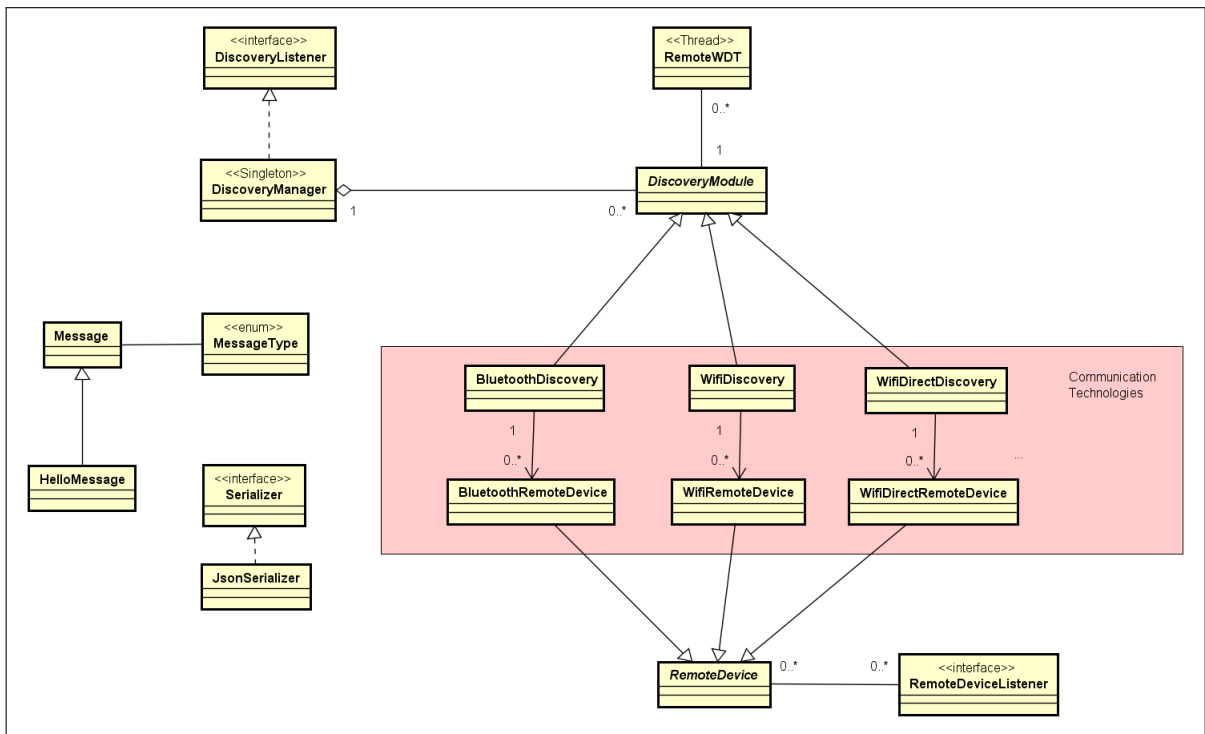 <<interface>>
DiscoveryListener
<<Thread>>
RemoteWDT
0..*
1
<<Singleton>>
DiscoveryManager
1
0..*
DiscoveryModule
Message
<<enum>>
MessageType
Communication
Technologies
BluetoothDiscovery
WifiDiscovery
WifiDirectDiscovery
1
1
1
0..*
0..*
0..*
...
HelloMessage
<<interface>>
Serializer
BluetoothRemoteDevice
WifiRemoteDevice
WifiDirectRemoteDevice
JsonSerializer
RemoteDevice
0..*
0..*
<<interface>>
RemoteDeviceListener